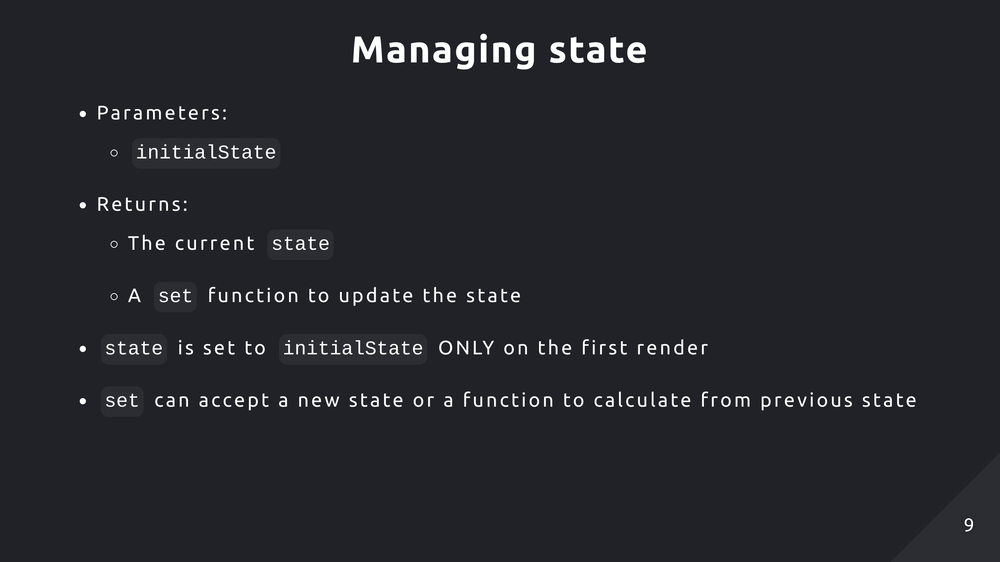 Managing state
Parameters:
initialState
Returns:
The current state
A set function to update the state
state is set to initialState ONLY on the first render
set can accept a new state or a function to calculate from previous state
9